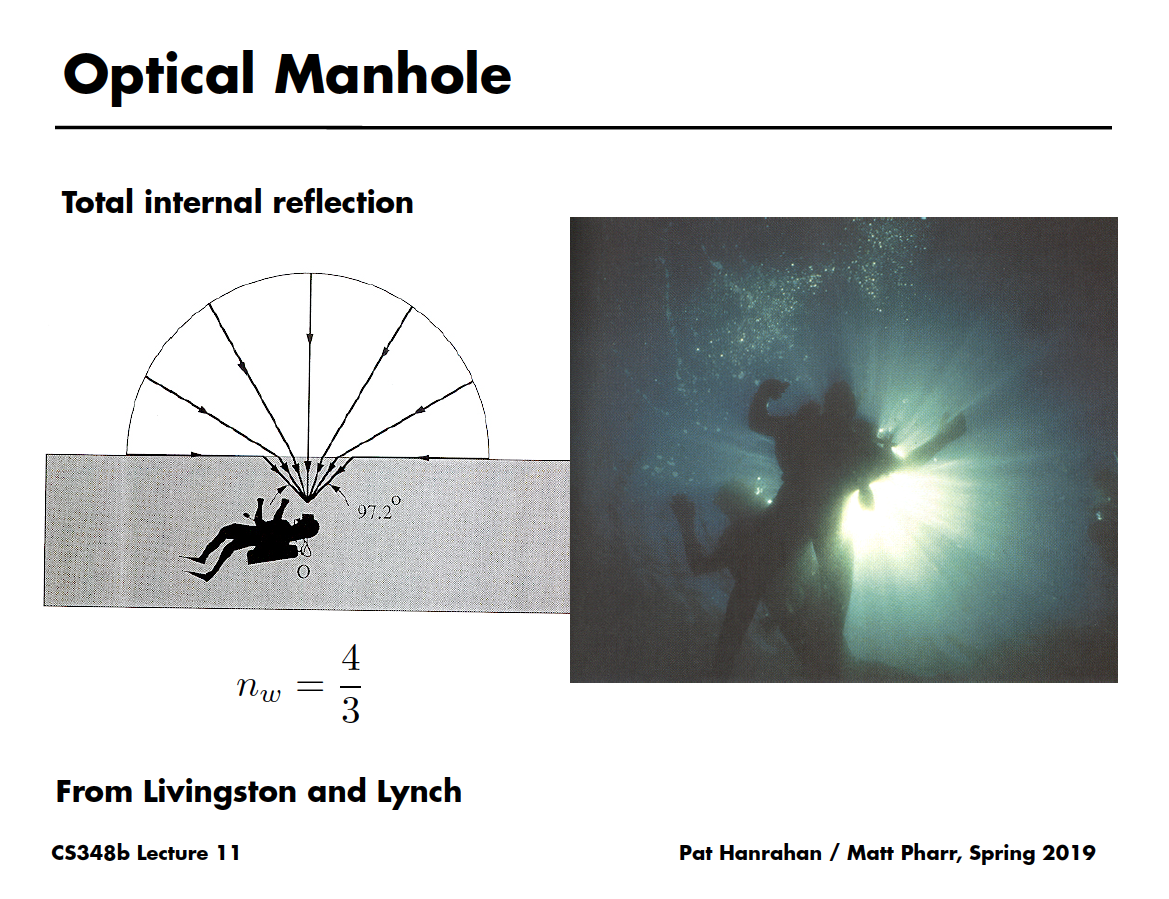 Optical Manhole
Total internal reflection
97.2°
O
n_w = 4/3
From Livingston and Lynch
CS348b Lecture 11
Pat Hanrahan / Matt Pharr, Spring 2019